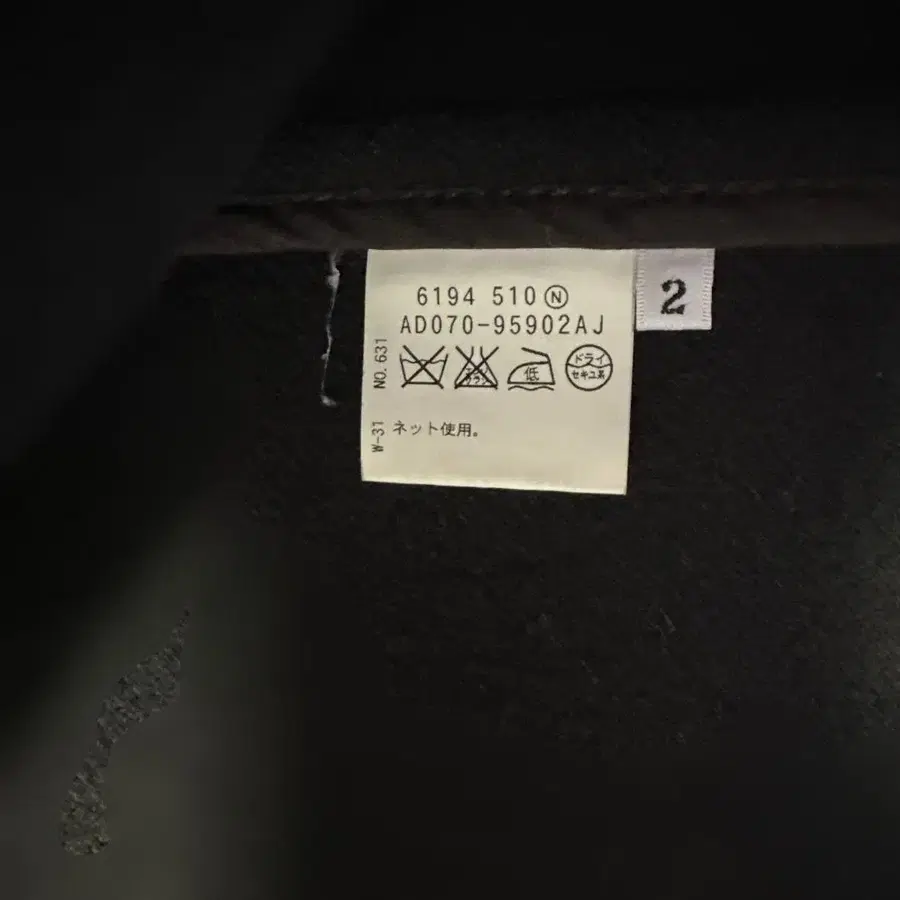 6194 510Ⓝ
AD070-95902AJ
低
ドライ
セキユ系
ネット使用。
NO.631
W-31
2